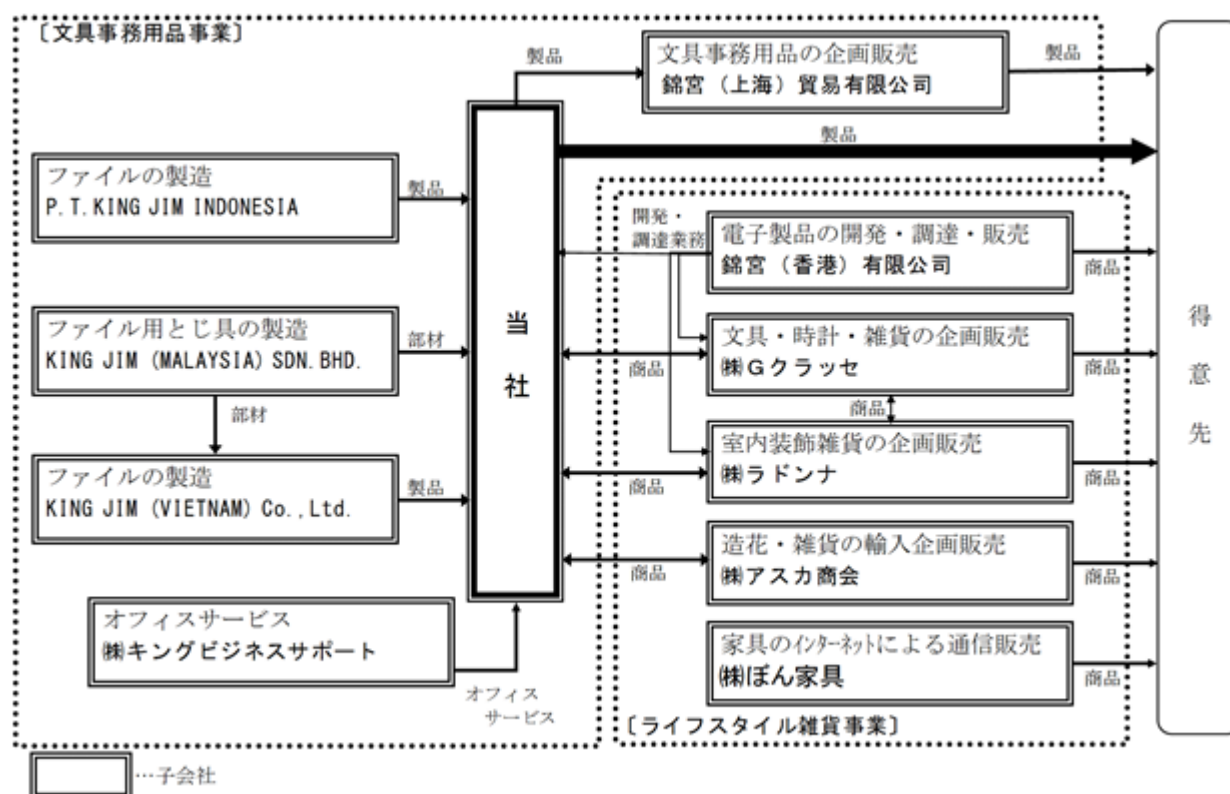 〔文具事務用品事業〕
製品
文具事務用品の企画販売
錦宮（上海）貿易有限公司
製品
製品
ファイルの製造
P.T.KING JIM INDONESIA
製品
ファイル用とじ具の製造
KING JIM (MALAYSIA) SDN.BHD.
部材
部材
ファイルの製造
KING JIM (VIETNAM) Co.,Ltd.
製品
オフィスサービス
㈱キングビジネスサポート
オフィス
サービス
当社
開発・
調達業務
電子製品の開発・調達・販売
錦宮（香港）有限公司
商品
文具・時計・雑貨の企画販売
㈱Gクラッセ
商品
商品
商品
室内装飾雑貨の企画販売
㈱ラドンナ
商品
商品
造花・雑貨の輸入企画販売
㈱アスカ商会
商品
商品
家具のインターネットによる通信販売
㈱ぼん家具
商品
〔ライフスタイル雑貨事業〕
得意先
…子会社